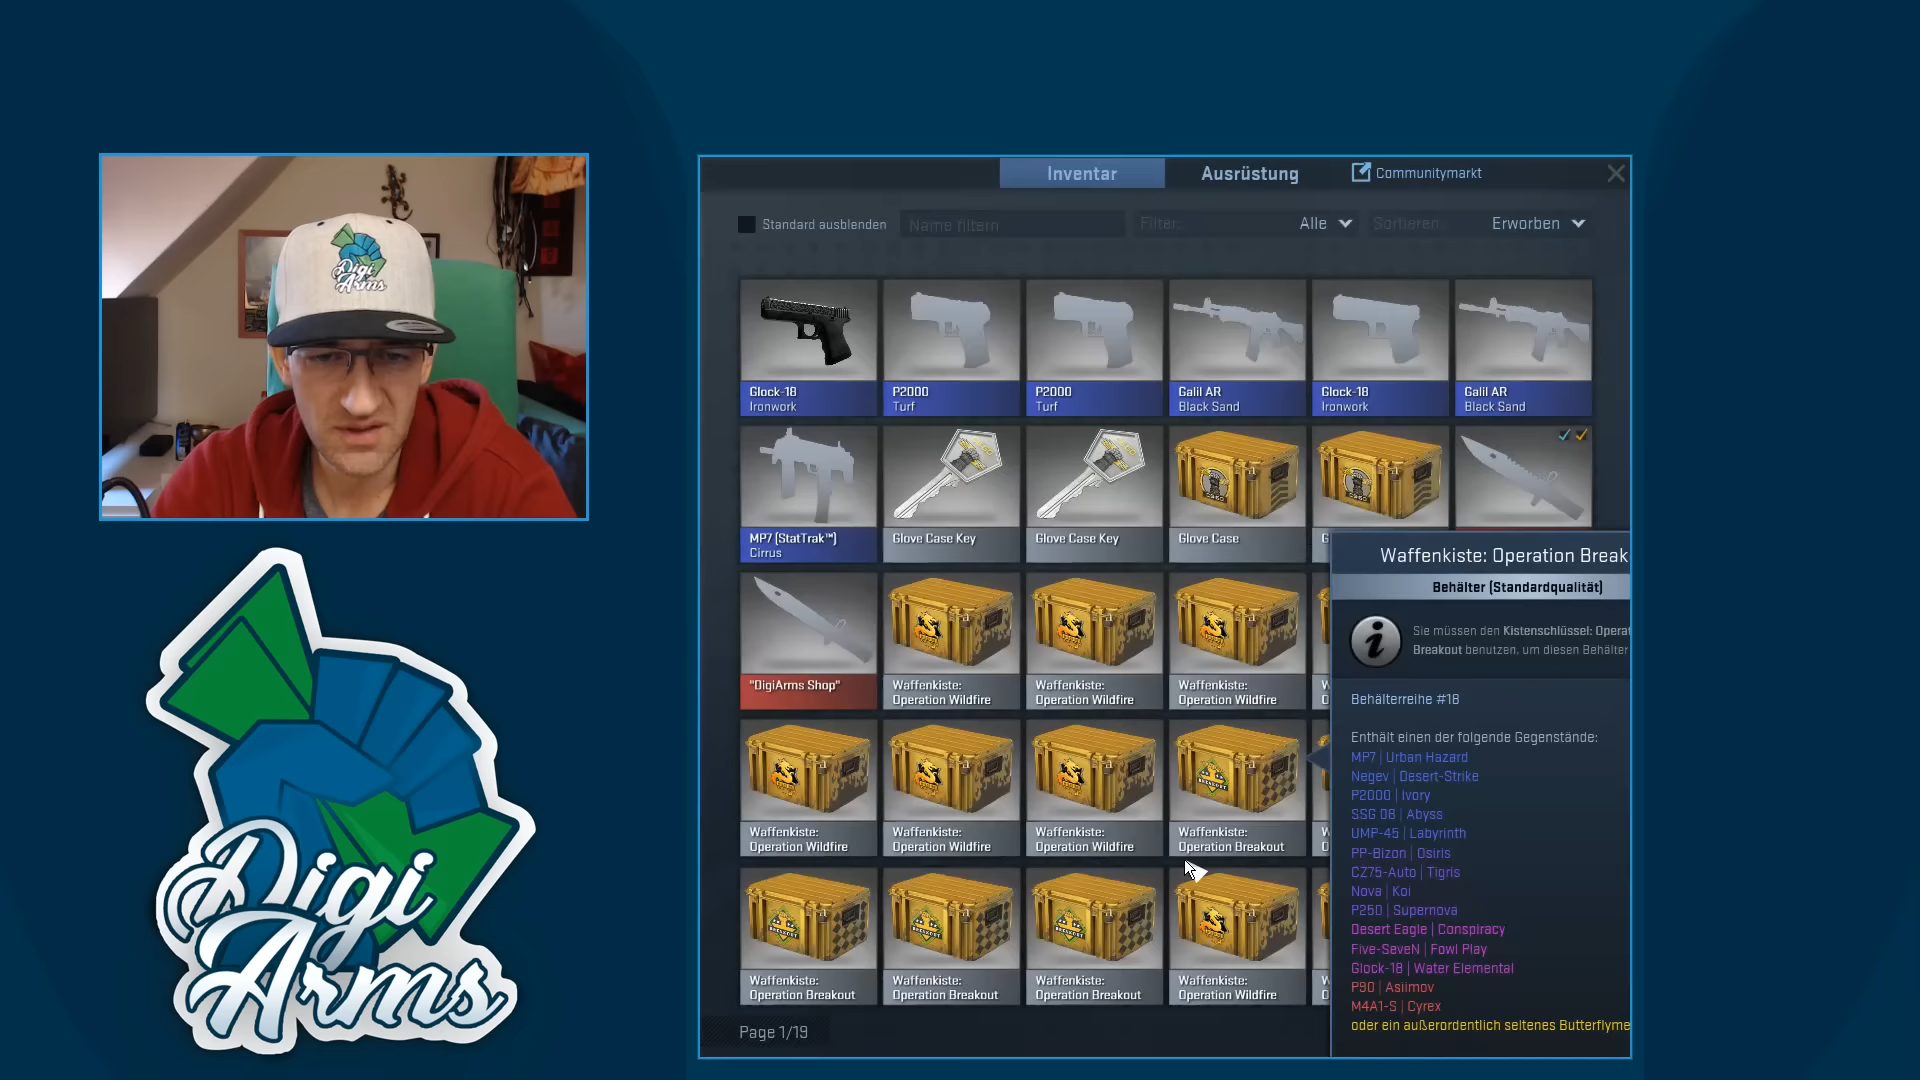 Digi
Arms
Inventar
Ausrüstung
Communitymarkt
Standard ausblenden
Name filtern
Filter:
Alle
Sortieren:
Erworben
Glock-18
Ironwork
P2000
Turf
P2000
Turf
Galil AR
Black Sand
Glock-18
Ironwork
Galil AR
Black Sand
MP7 (StatTrak™)
Cirrus
Glove Case Key
Glove Case Key
Glove Case
G
"DigiArms Shop"
Waffenkiste:
Operation Wildfire
Waffenkiste:
Operation Wildfire
Waffenkiste:
Operation Wildfire
Waffenkiste:
Operation Wildfire
Waffenkiste:
Operation Wildfire
Waffenkiste:
Operation Wildfire
BREAKOUT
Waffenkiste:
Operation Breakout
BREAKOUT
Waffenkiste:
Operation Breakout
BREAKOUT
Waffenkiste:
Operation Breakout
BREAKOUT
Waffenkiste:
Operation Breakout
Waffenkiste:
Operation Wildfire
Page 1/19
Waffenkiste: Operation Break
Behälter (Standardqualität)
Sie müssen den Kistenschlüssel: Opera
Breakout benutzen, um diesen Behälter
Behälterreihe #18
Enthält einen der folgende Gegenstände:
MP7 | Urban Hazard
Negev | Desert-Strike
P2000 | Ivory
SSG 08 | Abyss
UMP-45 | Labyrinth
PP-Bizon | Osiris
CZ75-Auto | Tigris
Nova | Koi
P250 | Supernova
Desert Eagle | Conspiracy
Five-SeveN | Fowl Play
Glock-18 | Water Elemental
P90 | Asiimov
M4A1-S | Cyrex
oder ein außerordentlich seltenes Butterflyme
Digi
Arms